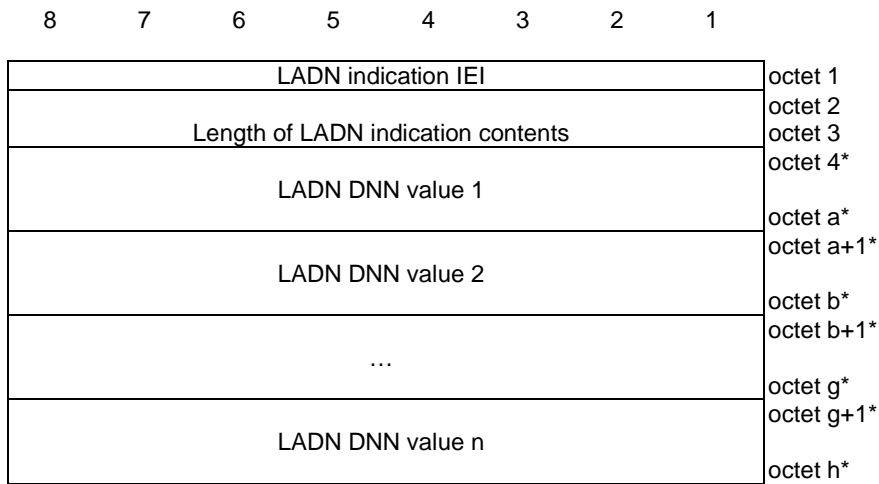 8 7 6 5 4 3 2 1
LADN indication IEI octet 1
octet 2
Length of LADN indication contents octet 3
octet 4*
LADN DNN value 1
octet a*
octet a+1*
LADN DNN value 2
octet b*
octet b+1*
…
octet g*
octet g+1*
LADN DNN value n
octet h*